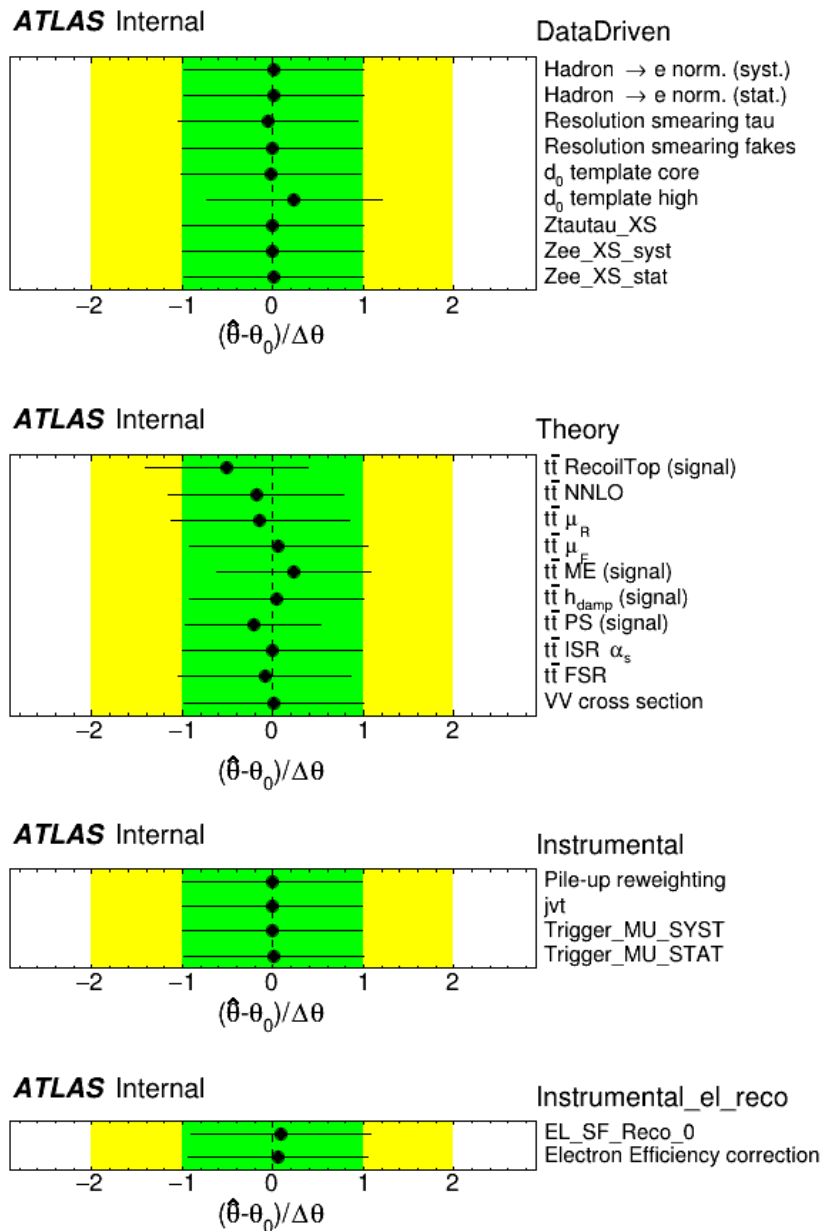 ATLAS Internal
DataDriven
Hadron → e norm. (syst.)
Hadron → e norm. (stat.)
Resolution smearing tau
Resolution smearing fakes
d₀ template core
d₀ template high
Ztautau_XS
Zee_XS_syst
Zee_XS_stat
−2 −1 0 1 2
(θ̂-θ₀)/Δθ
ATLAS Internal
Theory
tt̄ RecoilTop (signal)
tt̄ NNLO
tt̄ μ_R
tt̄ μ_F
tt̄ ME (signal)
tt̄ h_damp (signal)
tt̄ PS (signal)
tt̄ ISR α_s
tt̄ FSR
VV cross section
−2 −1 0 1 2
(θ̂-θ₀)/Δθ
ATLAS Internal
Instrumental
Pile-up reweighting
jvt
Trigger_MU_SYST
Trigger_MU_STAT
−2 −1 0 1 2
(θ̂-θ₀)/Δθ
ATLAS Internal
Instrumental_el_reco
EL_SF_Reco_0
Electron Efficiency correction
−2 −1 0 1 2
(θ̂-θ₀)/Δθ